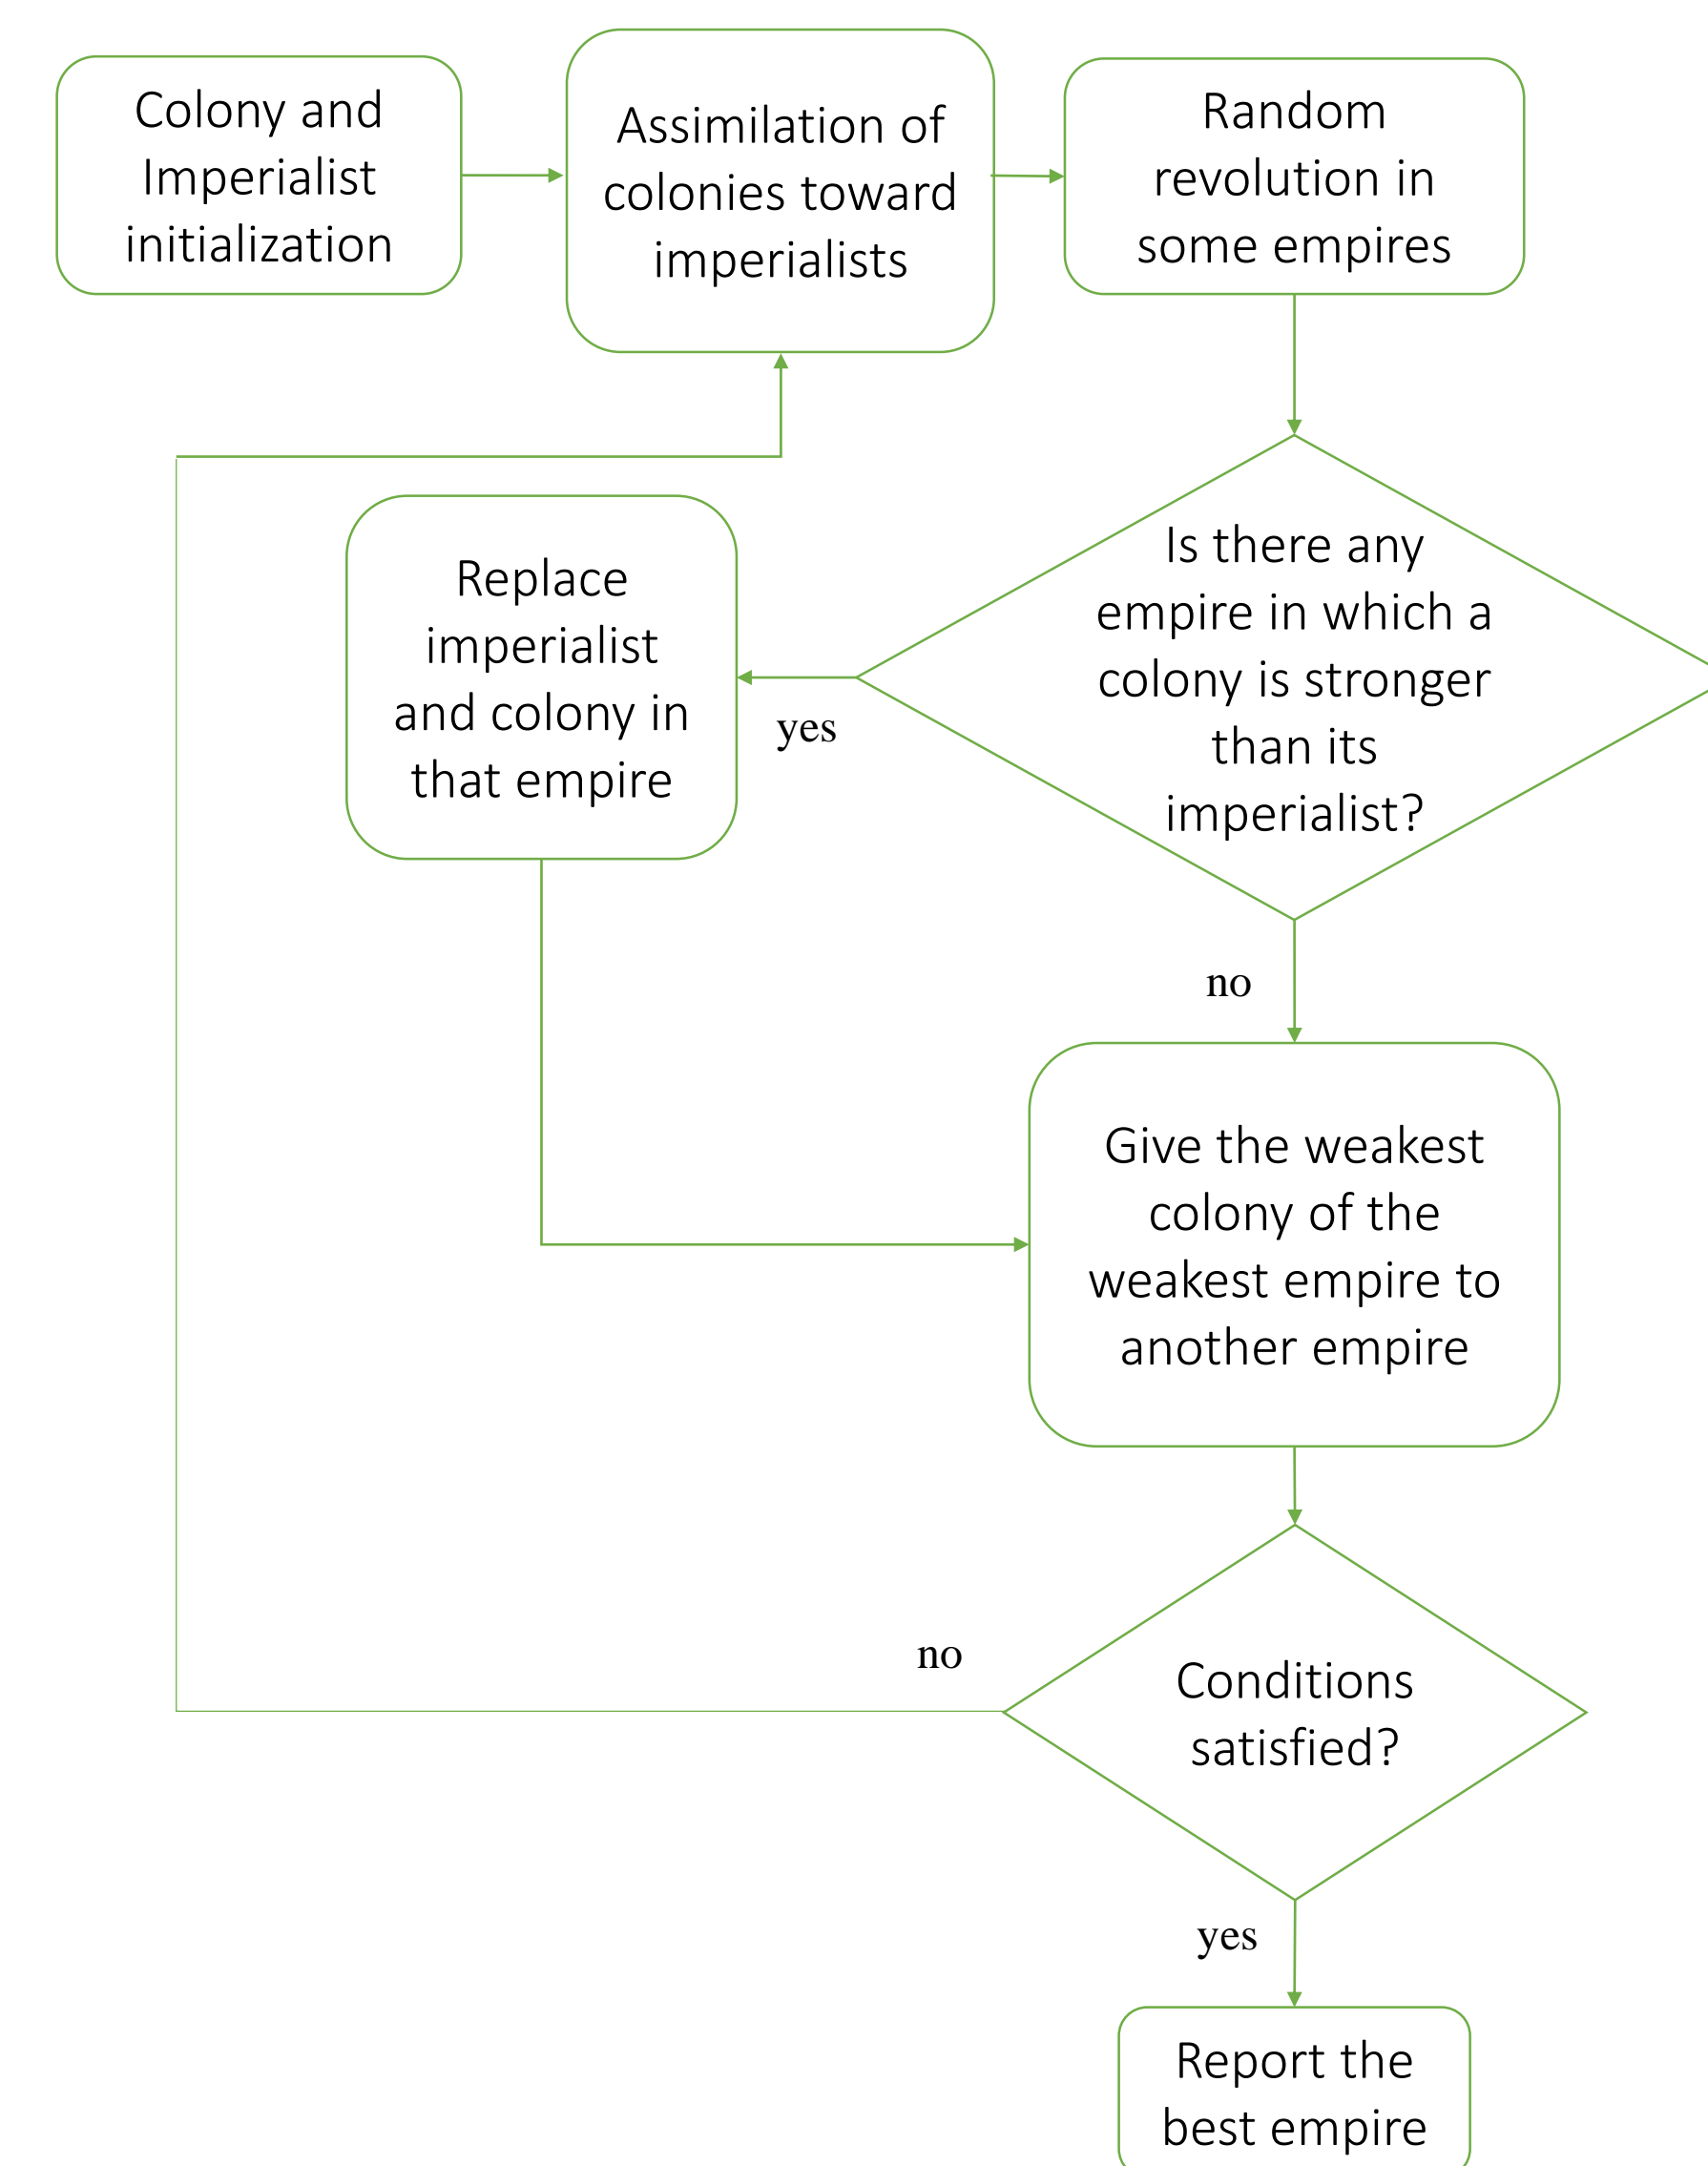 Colony and
Imperialist
initialization
Assimilation of
colonies toward
imperialists
Random
revolution in
some empires
Is there any
empire in which a
colony is stronger
than its
imperialist?
yes
Replace
imperialist
and colony in
that empire
no
Give the weakest
colony of the
weakest empire to
another empire
Conditions
satisfied?
no
yes
Report the
best empire